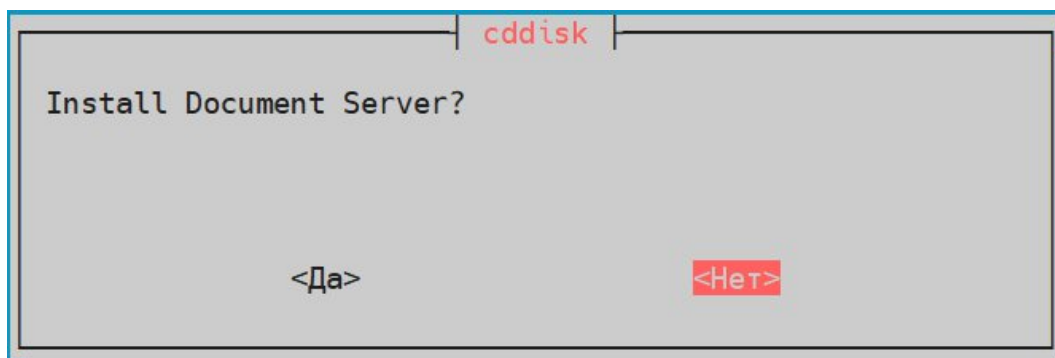 cddisk
Install Document Server?
<Да> <Нет>